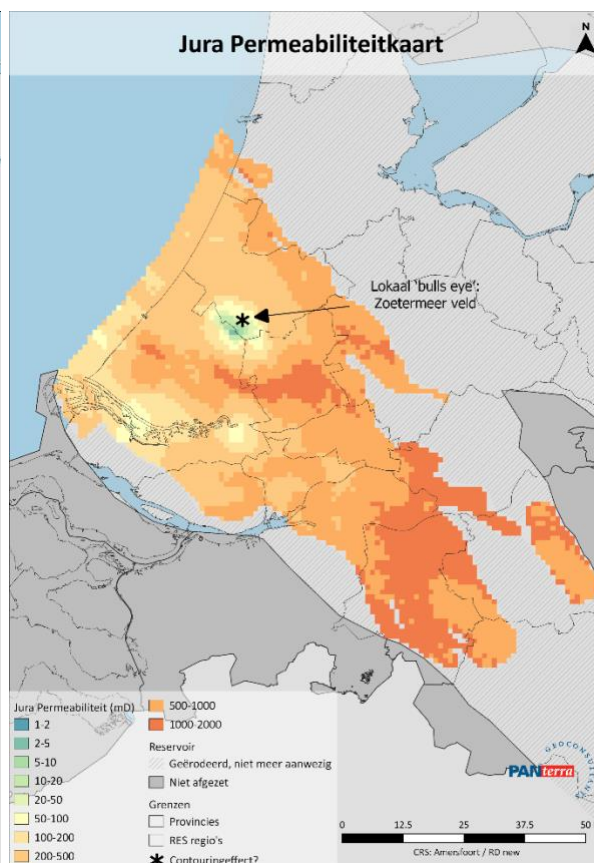 Jura Permeabiliteitkaart
N
Lokaal 'bulls eye':
Zoetermeer veld
Jura Permeabiliteit (mD)
1-2
2-5
5-10
10-20
20-50
50-100
100-200
200-500
500-1000
1000-2000
Reservoir
Geërodeerd, niet meer aanwezig
Niet afgezet
Grenzen
Provincies
RES regio's
Contouringeffect?
GEOCONSULTANTS
PANterra
0 12.5 25 37.5 50
CRS: Amersfoort / RD new